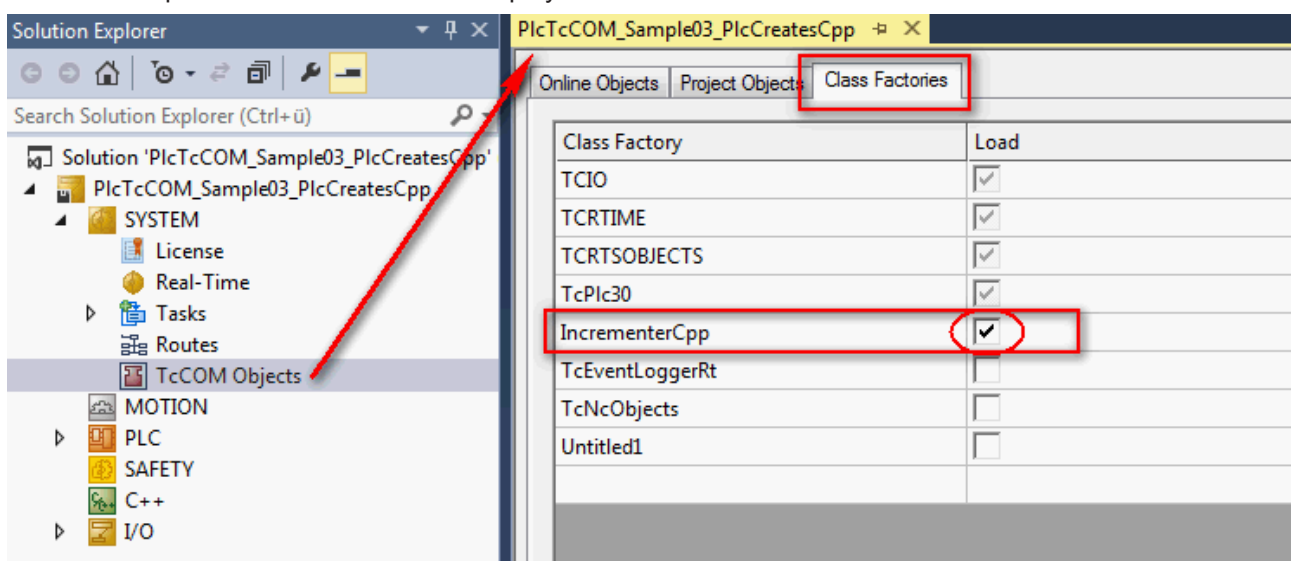 Solution Explorer
Search Solution Explorer (Ctrl+ü)
Solution 'PlcTcCOM_Sample03_PlcCreatesCpp'
PlcTcCOM_Sample03_PlcCreatesCpp
SYSTEM
License
Real-Time
Tasks
Routes
TcCOM Objects
MOTION
PLC
SAFETY
C++
I/O
PlcTcCOM_Sample03_PlcCreatesCpp
Online Objects Project Objects Class Factories
Class Factory Load
TCIO
TCRTIME
TCRTSOBJECTS
TcPlc30
IncrementerCpp
TcEventLoggerRt
TcNcObjects
Untitled1